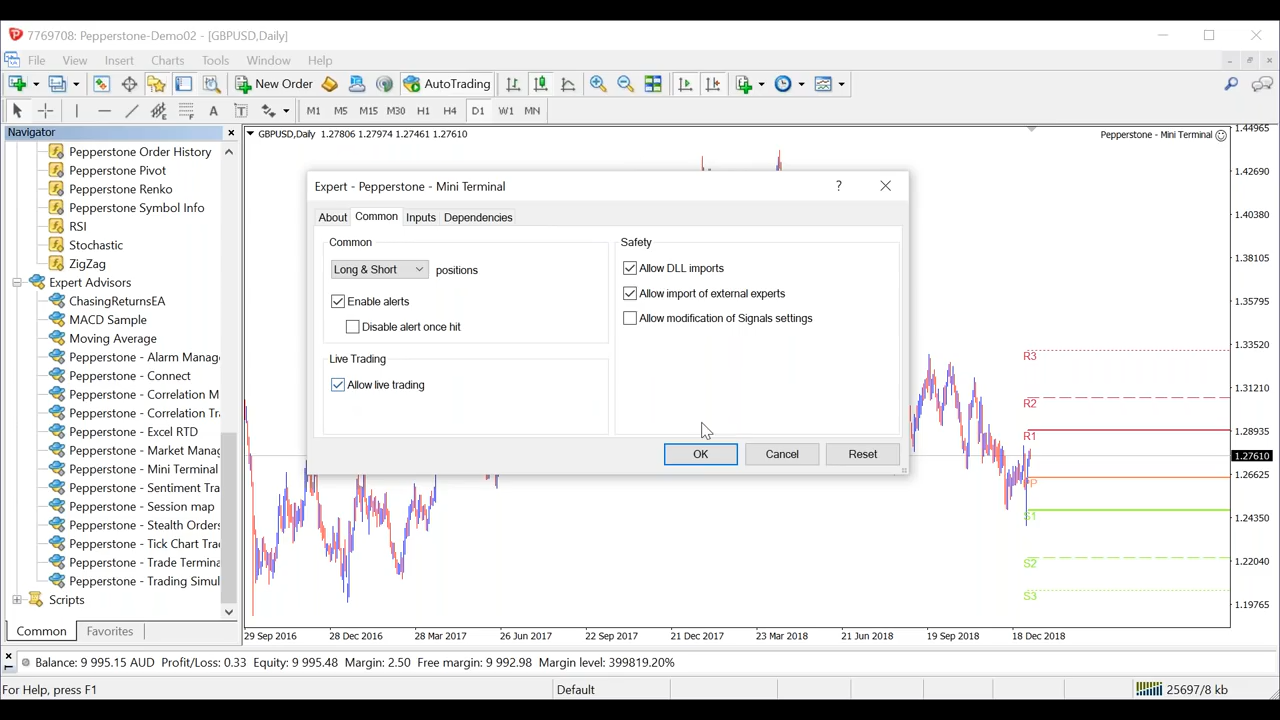 7769708: Pepperstone-Demo02 - [GBPUSD,Daily]
File View Insert Charts Tools Window Help
New Order AutoTrading
M1 M5 M15 M30 H1 H4 D1 W1 MN
Navigator
Pepperstone Order History
Pepperstone Pivot
Pepperstone Renko
Pepperstone Symbol Info
RSI
Stochastic
ZigZag
Expert Advisors
ChasingReturnsEA
MACD Sample
Moving Average
Pepperstone - Alarm Manag
Pepperstone - Connect
Pepperstone - Correlation M
Pepperstone - Correlation Tr
Pepperstone - Excel RTD
Pepperstone - Market Manag
Pepperstone - Mini Terminal
Pepperstone - Sentiment Tra
Pepperstone - Session map
Pepperstone - Stealth Orders
Pepperstone - Tick Chart Tra
Pepperstone - Trade Termina
Pepperstone - Trading Simul
Scripts
Common Favorites
GBPUSD,Daily 1.27806 1.27974 1.27461 1.27610
Pepperstone - Mini Terminal
Expert - Pepperstone - Mini Terminal
?
About Common Inputs Dependencies
Common
Long & Short positions
Enable alerts
Disable alert once hit
Live Trading
Allow live trading
Safety
Allow DLL imports
Allow import of external experts
Allow modification of Signals settings
OK Cancel Reset
R3
R2
R1
PP
S1
S2
S3
1.44965
1.42690
1.40380
1.38105
1.35795
1.33520
1.31210
1.28935
1.27610
1.26625
1.24350
1.22040
1.19765
29 Sep 2016 28 Dec 2016 28 Mar 2017 26 Jun 2017 22 Sep 2017 21 Dec 2017 23 Mar 2018 21 Jun 2018 19 Sep 2018 18 Dec 2018
Balance: 9 995.15 AUD Profit/Loss: 0.33 Equity: 9 995.48 Margin: 2.50 Free margin: 9 992.98 Margin level: 399819.20%
For Help, press F1
Default
25697/8 kb